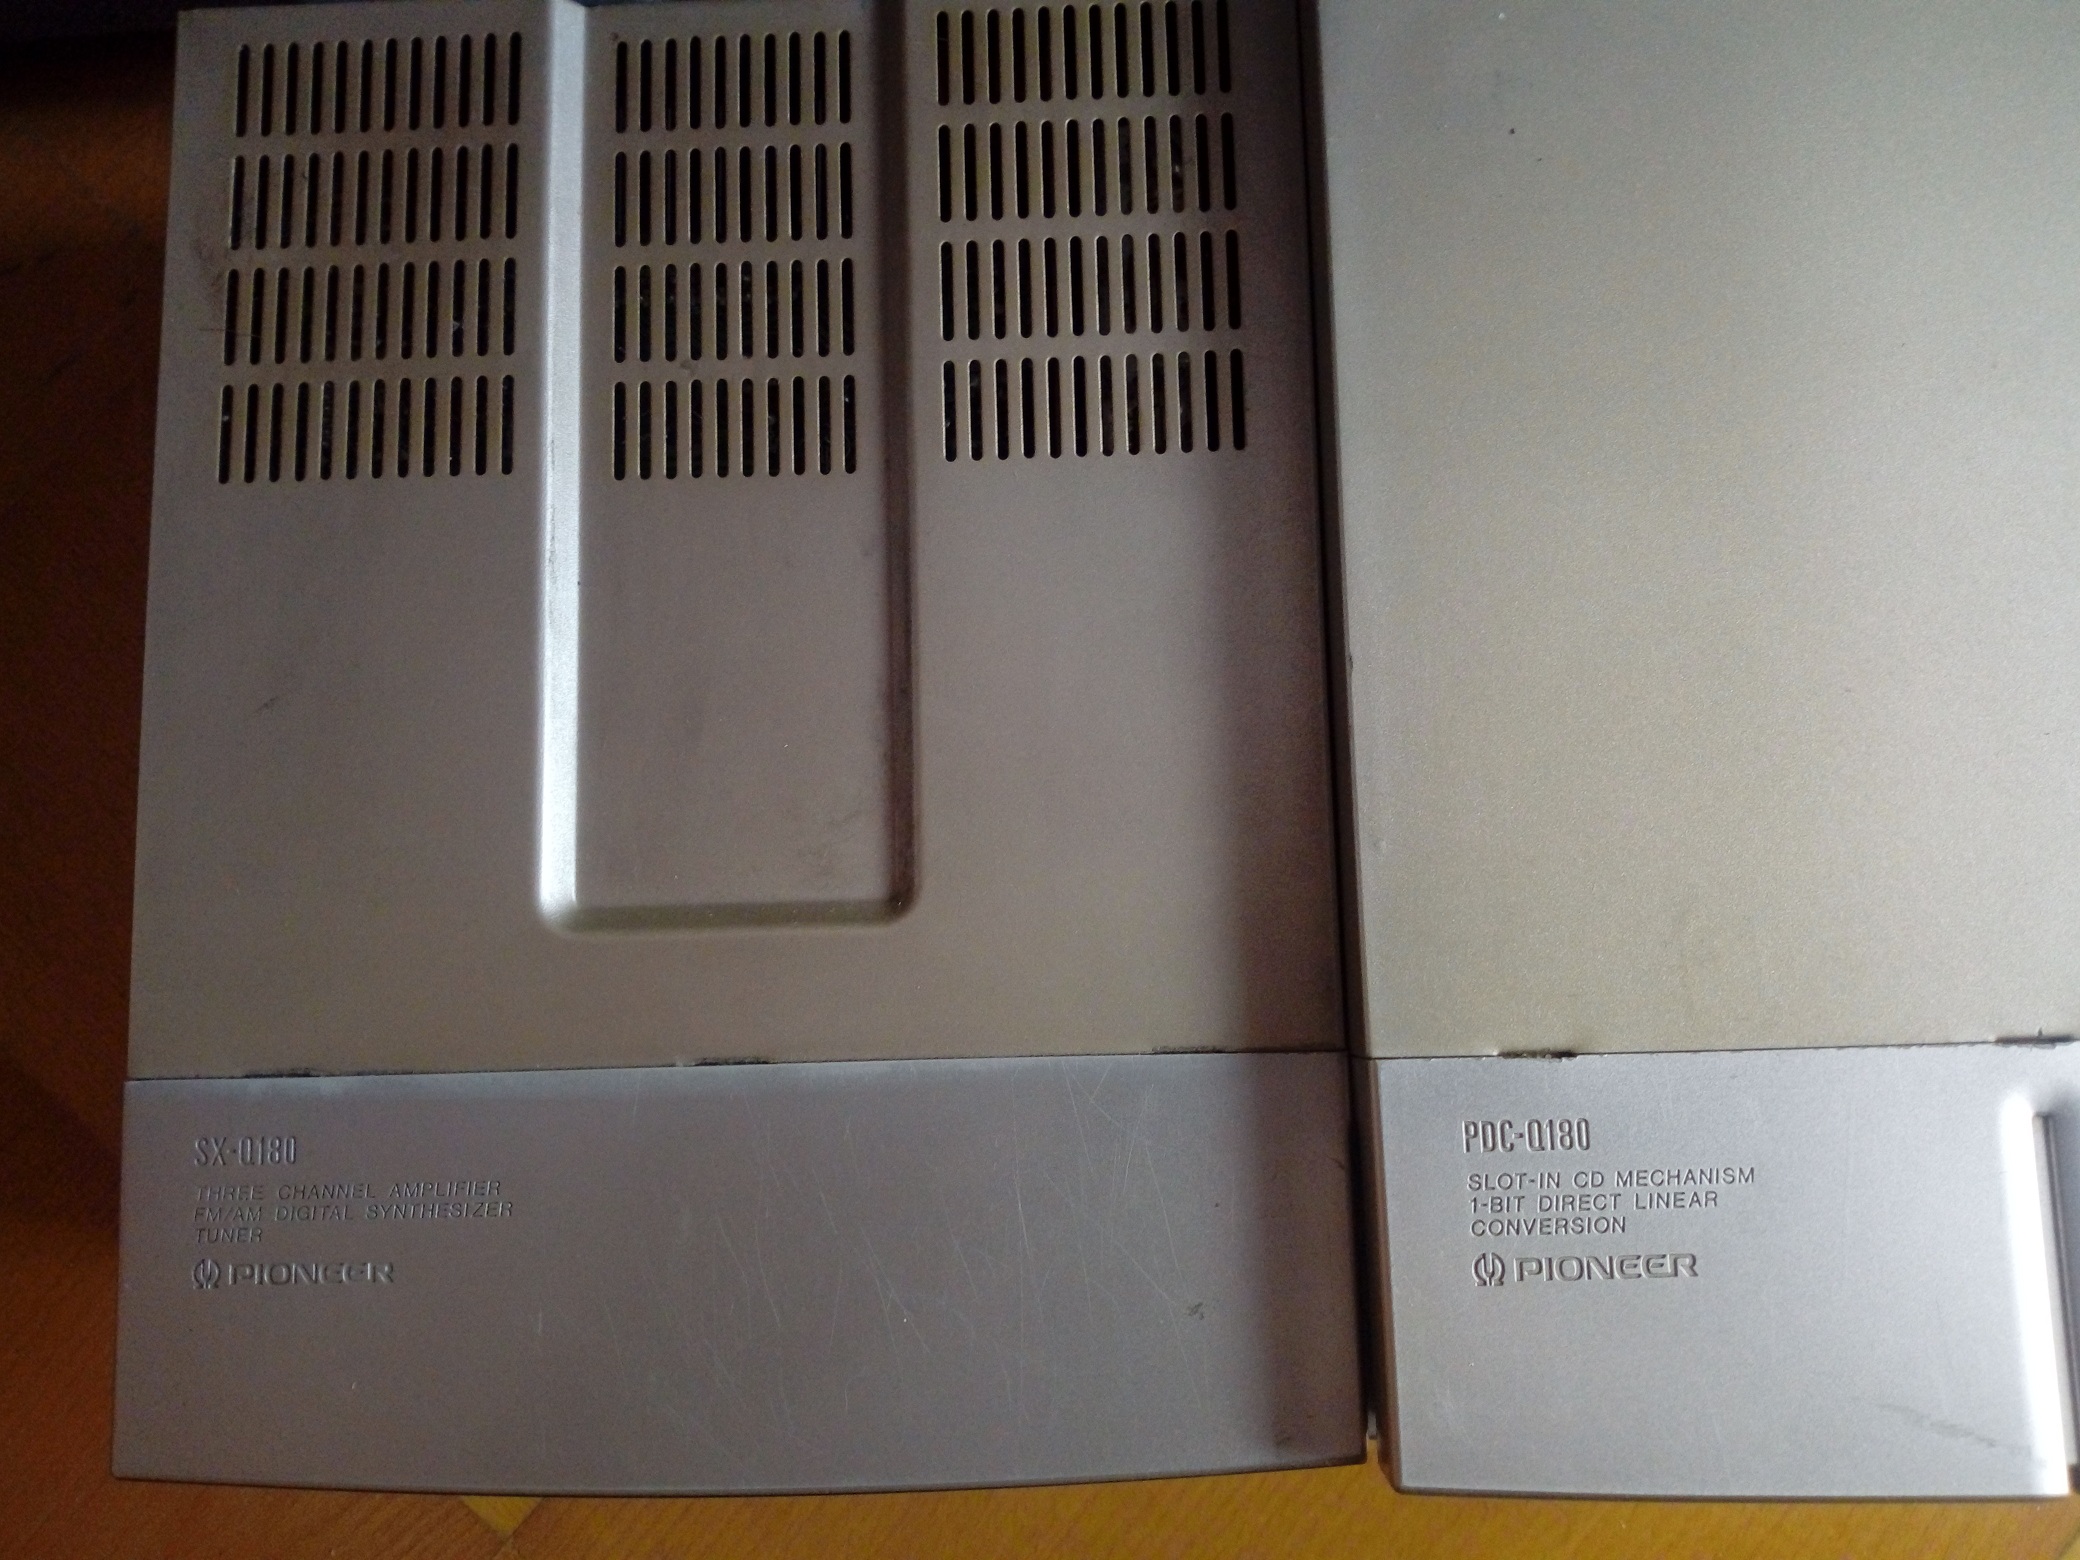 SX-Q180
THREE CHANNEL AMPLIFIER
FM/AM DIGITAL SYNTHESIZER
TUNER
PIONEER
PDC-Q180
SLOT-IN CD MECHANISM
1-BIT DIRECT LINEAR
CONVERSION
PIONEER